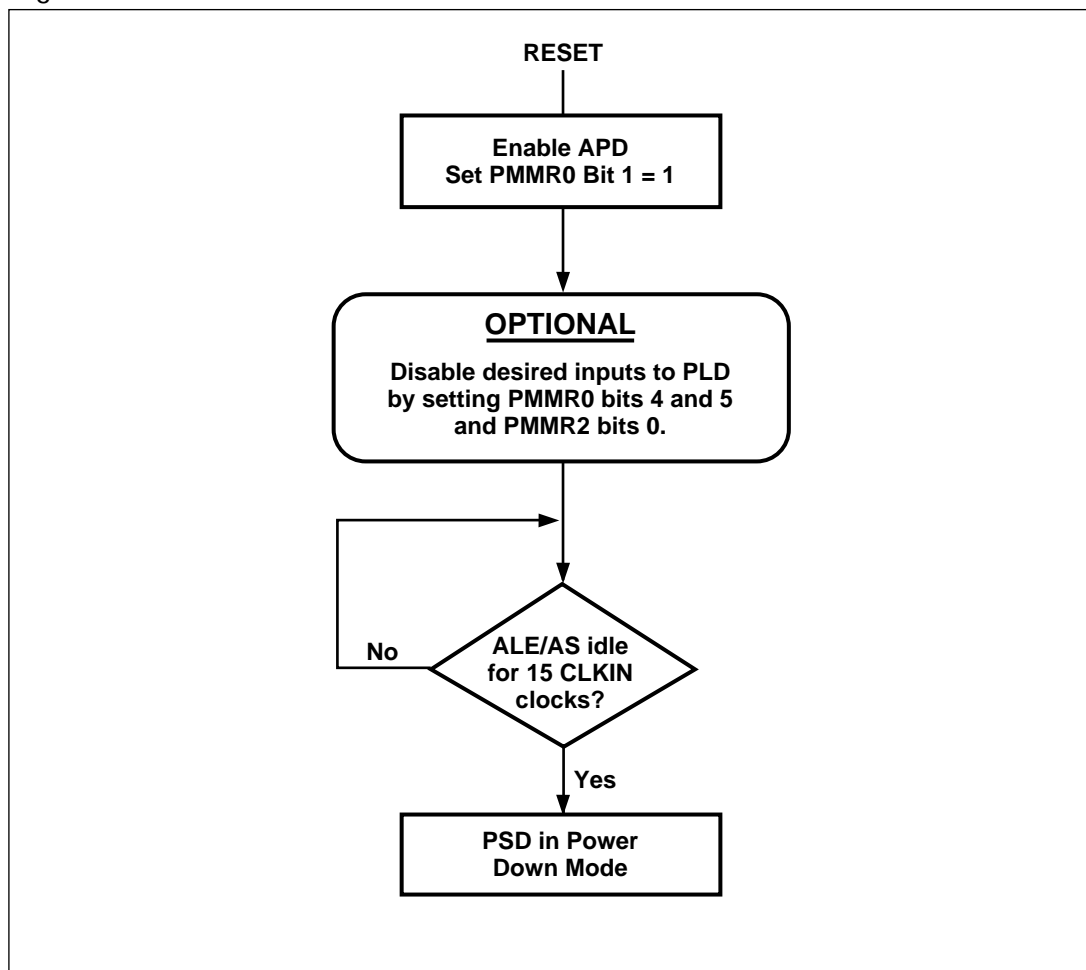 RESET
Enable APD
Set PMMR0 Bit 1 = 1
OPTIONAL
Disable desired inputs to PLD
by setting PMMR0 bits 4 and 5
and PMMR2 bits 0.
No
ALE/AS idle
for 15 CLKIN
clocks?
Yes
PSD in Power
Down Mode